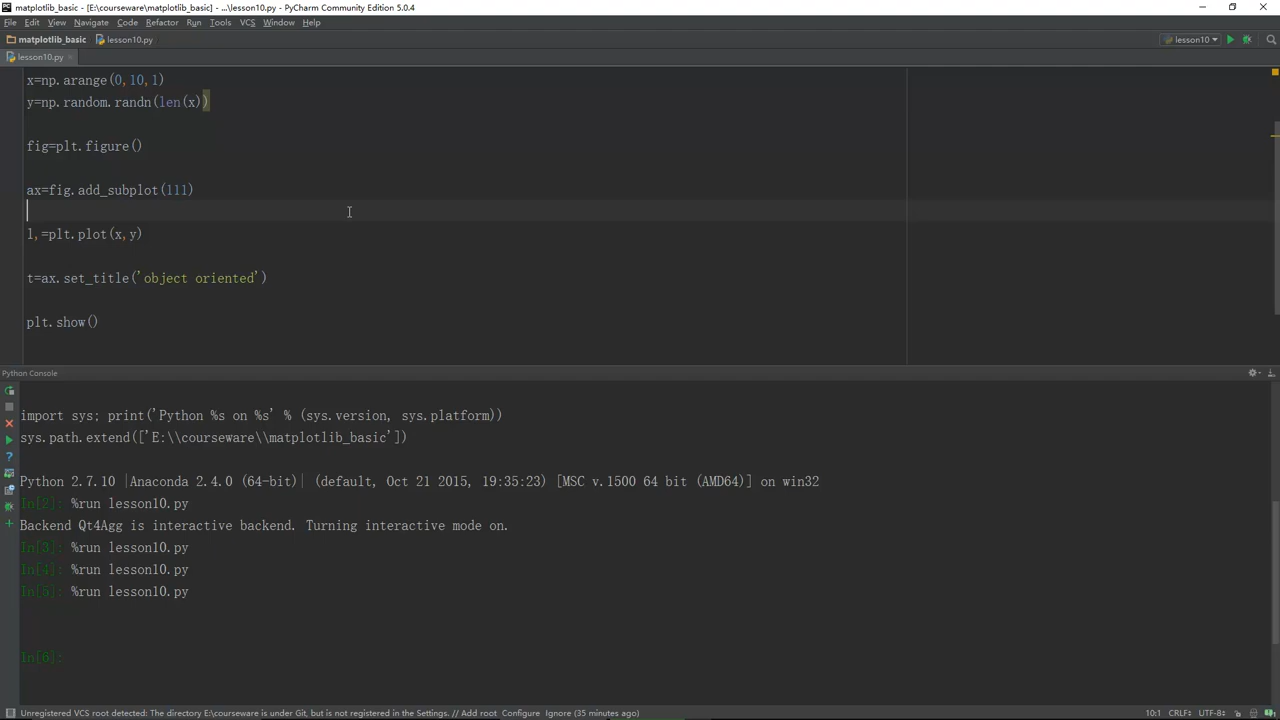 matplotlib_basic - [E:\courseware\matplotlib_basic] - ...\lesson10.py - PyCharm Community Edition 5.0.4
File Edit View Navigate Code Refactor Run Tools VCS Window Help
matplotlib_basic lesson10.py lesson10
lesson10.py
x=np.arange(0,10,1)
y=np.random.randn(len(x))
fig=plt.figure()
ax=fig.add_subplot(111)
l,=plt.plot(x,y)
t=ax.set_title('object oriented')
plt.show()
Python Console
import sys; print('Python %s on %s' % (sys.version, sys.platform))
sys.path.extend(['E:\\courseware\\matplotlib_basic'])
Python 2.7.10 |Anaconda 2.4.0 (64-bit)| (default, Oct 21 2015, 19:35:23) [MSC v.1500 64 bit (AMD64)] on win32
In[2]: %run lesson10.py
Backend Qt4Agg is interactive backend. Turning interactive mode on.
In[3]: %run lesson10.py
In[4]: %run lesson10.py
In[5]: %run lesson10.py
In[6]:
Unregistered VCS root detected: The directory E:\courseware is under Git, but is not registered in the Settings. // Add root Configure Ignore (35 minutes ago) 10:1 CRLF÷ UTF-8÷